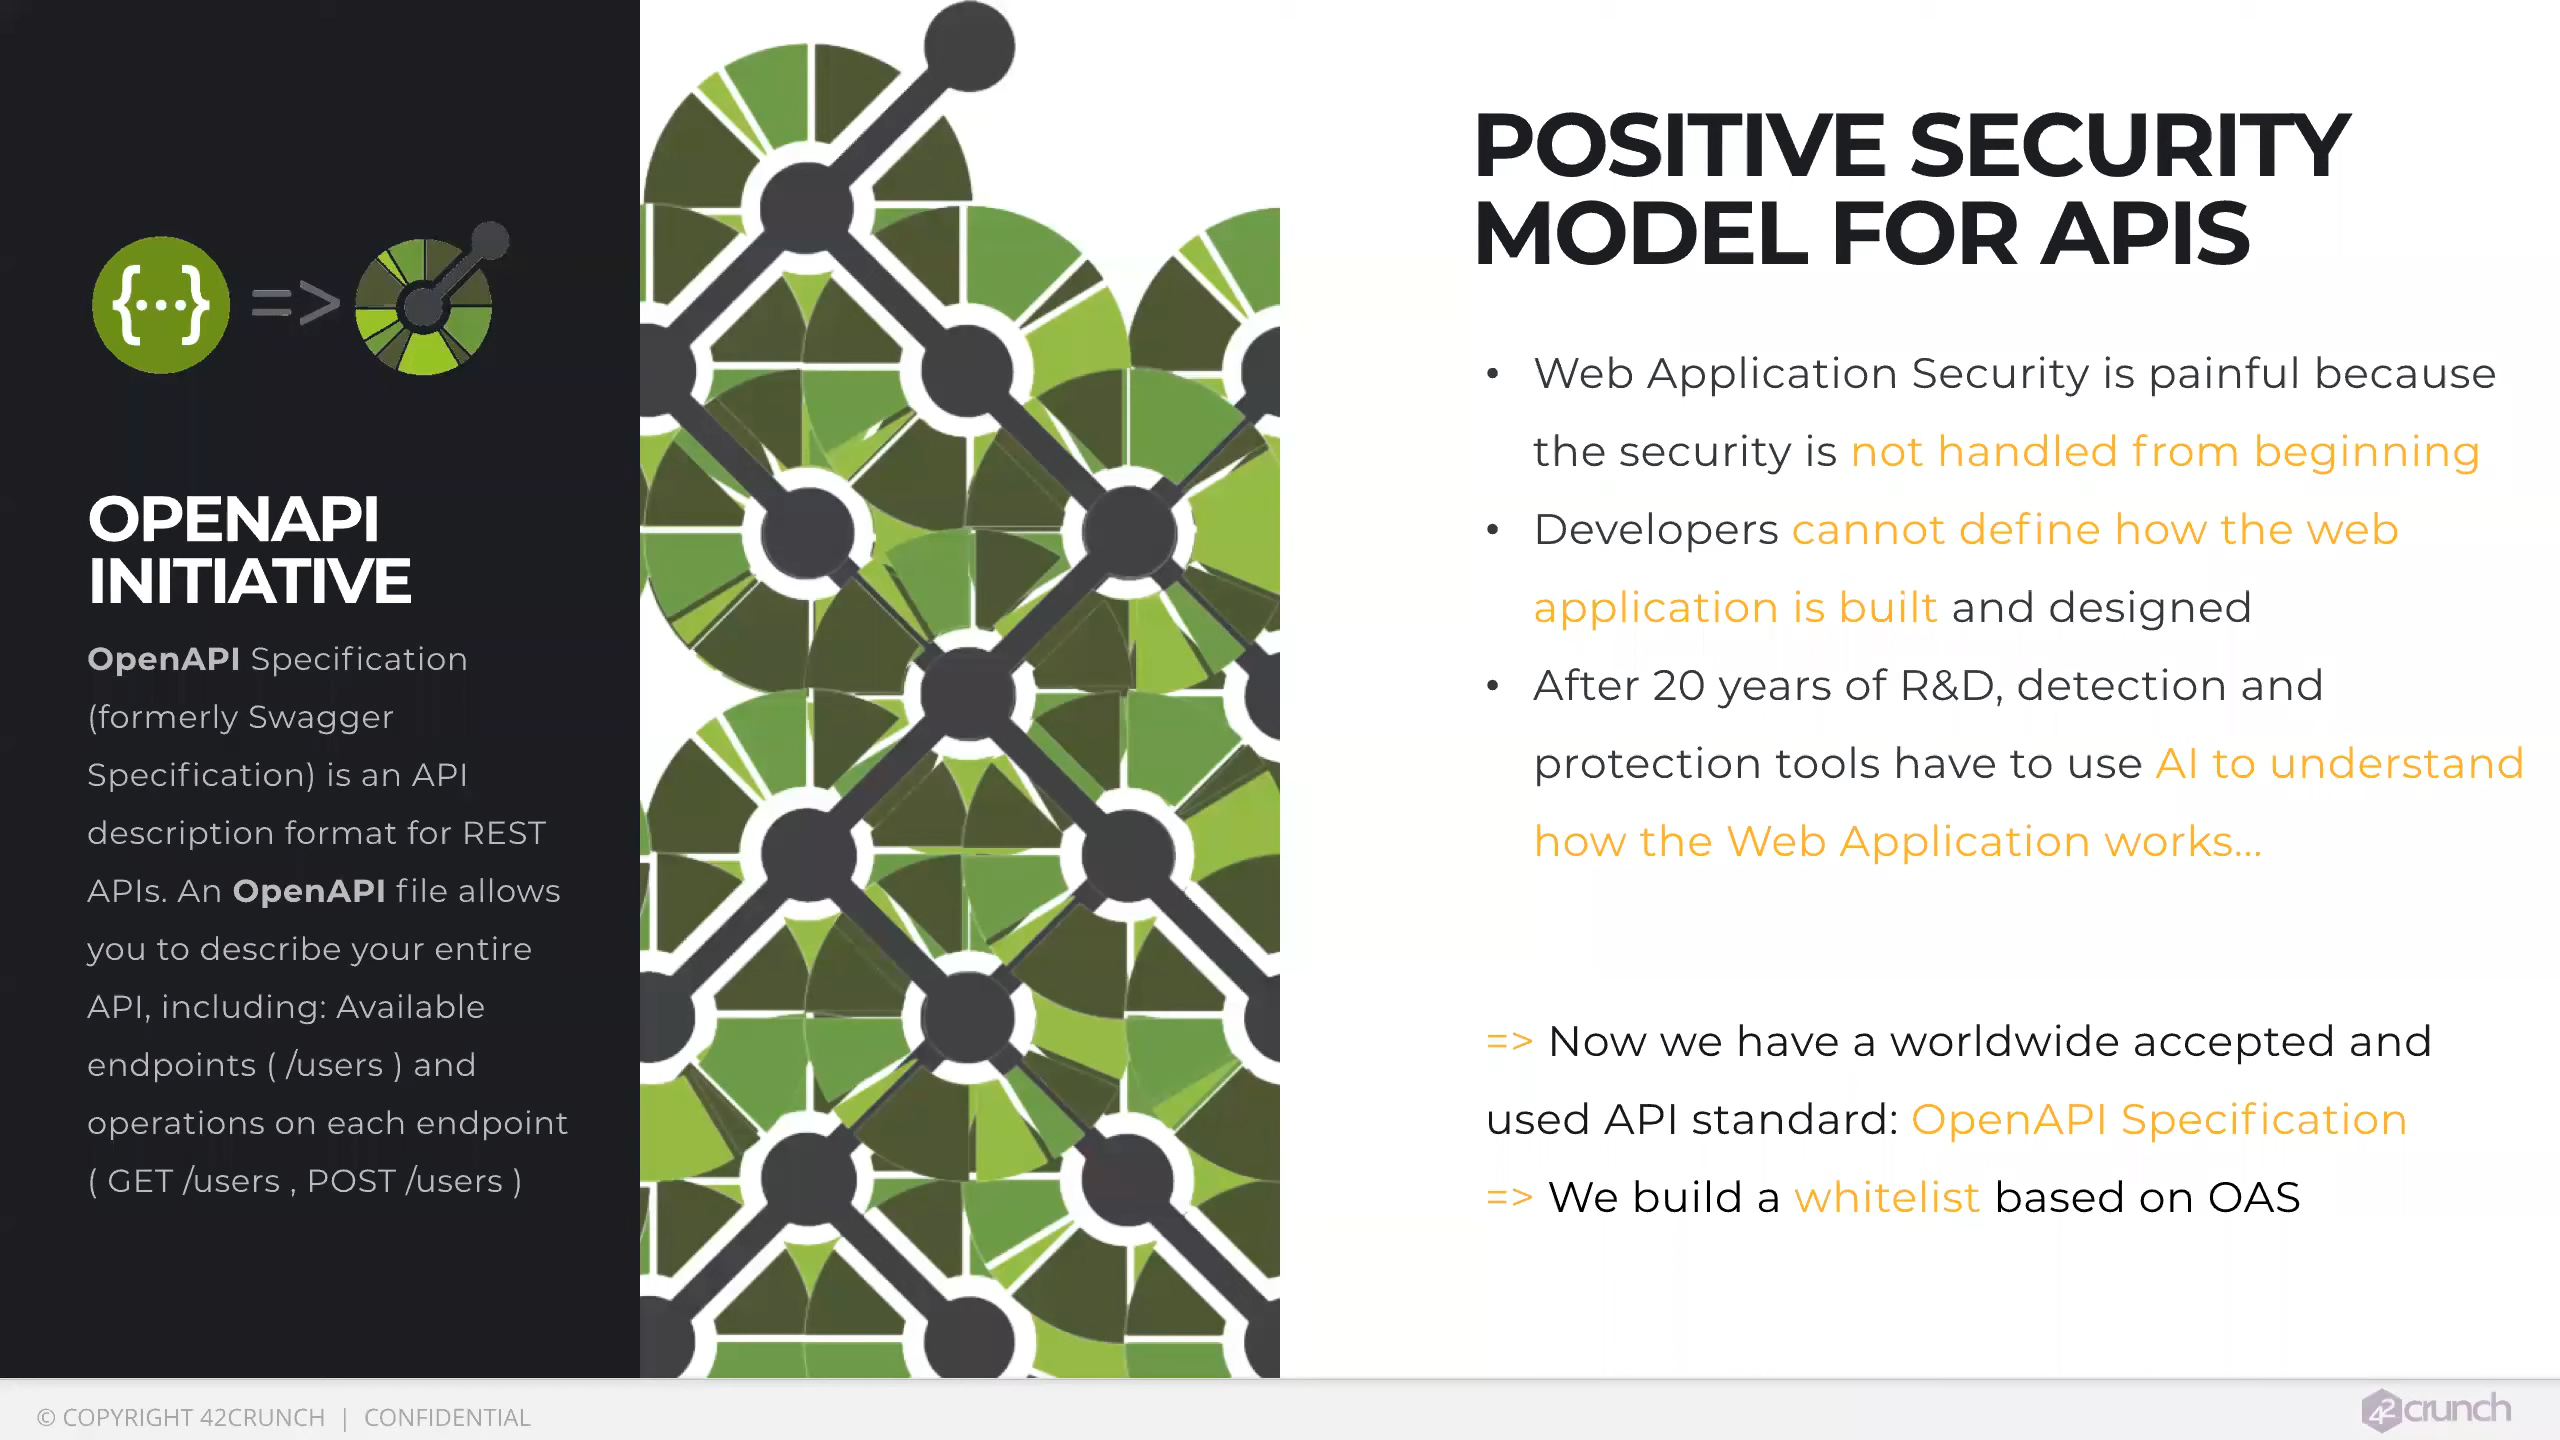 {...} =>
OPENAPI
INITIATIVE
OpenAPI Specification
(formerly Swagger
Specification) is an API
description format for REST
APIs. An OpenAPI file allows
you to describe your entire
API, including: Available
endpoints ( /users ) and
operations on each endpoint
( GET /users , POST /users )
POSITIVE SECURITY
MODEL FOR APIS
• Web Application Security is painful because
the security is not handled from beginning
• Developers cannot define how the web
application is built and designed
• After 20 years of R&D, detection and
protection tools have to use AI to understand
how the Web Application works...
=> Now we have a worldwide accepted and
used API standard: OpenAPI Specification
=> We build a whitelist based on OAS
© COPYRIGHT 42CRUNCH | CONFIDENTIAL
42crunch